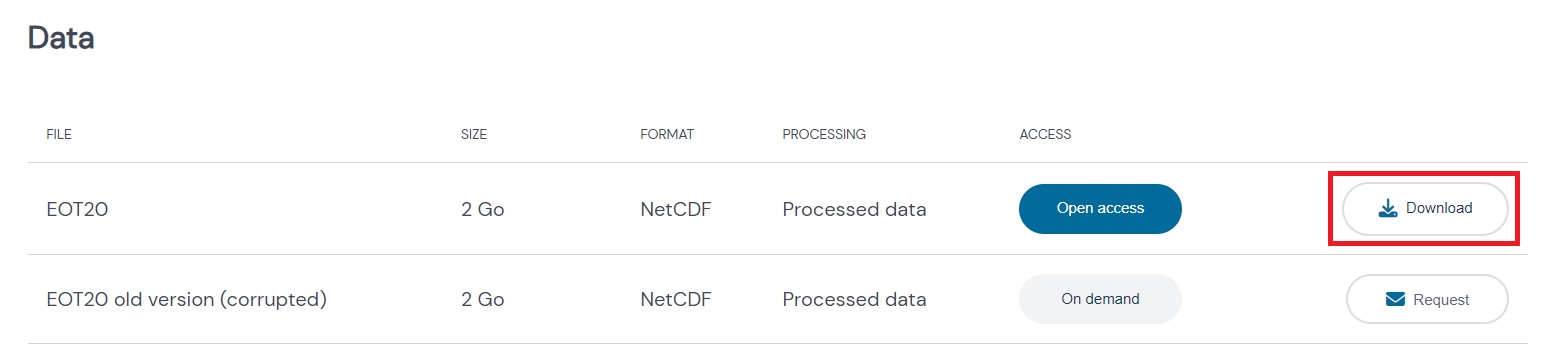 Data
FILE SIZE FORMAT PROCESSING ACCESS
EOT20 2 Go NetCDF Processed data Open access Download
EOT20 old version (corrupted) 2 Go NetCDF Processed data On demand Request